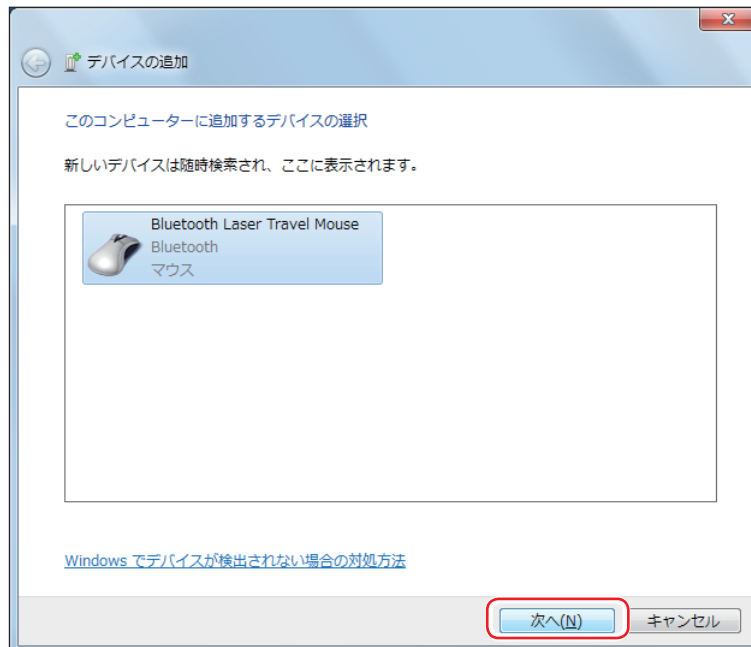 デバイスの追加
このコンピューターに追加するデバイスの選択
新しいデバイスは随時検索され、ここに表示されます。
Bluetooth Laser Travel Mouse
Bluetooth
マウス
Windows でデバイスが検出されない場合の対処方法
次へ(N)
キャンセル